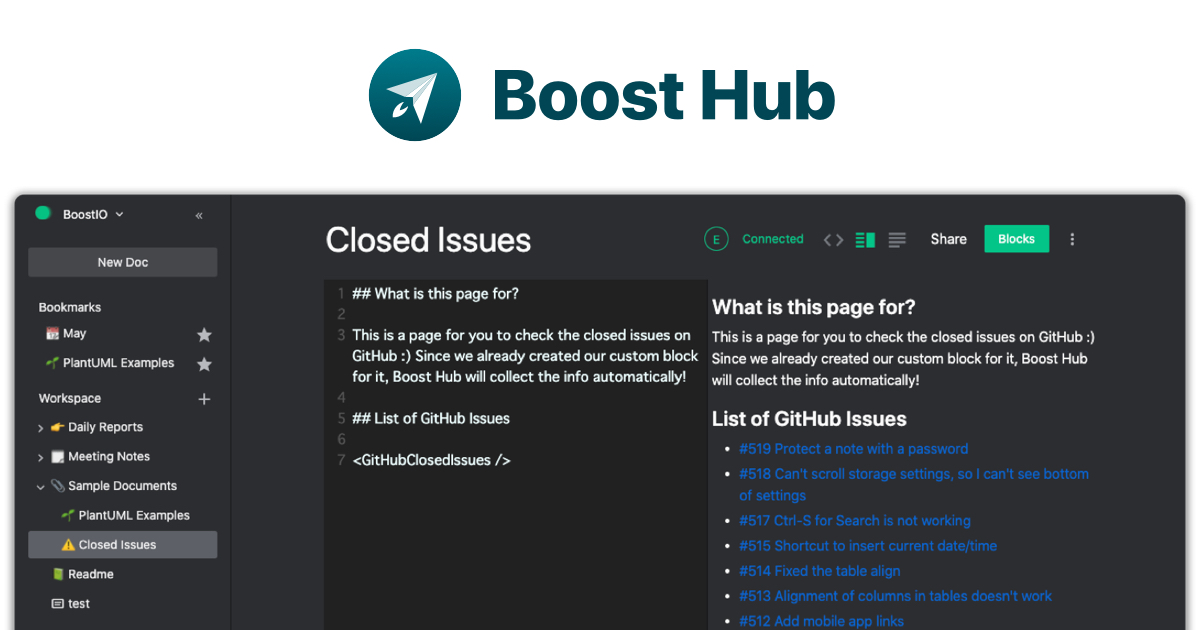 Boost Hub
BoostIO
«
New Doc
Bookmarks
May
PlantUML Examples
Workspace
+
Daily Reports
Meeting Notes
Sample Documents
PlantUML Examples
Closed Issues
Readme
test
Closed Issues
E Connected <> Share Blocks
1 ## What is this page for?
2
3 This is a page for you to check the closed issues on
GitHub :) Since we already created our custom block
for it, Boost Hub will collect the info automatically!
4
5 ## List of GitHub Issues
6
7 <GitHubClosedIssues />
What is this page for?
This is a page for you to check the closed issues on GitHub :)
Since we already created our custom block for it, Boost Hub
will collect the info automatically!
List of GitHub Issues
• #519 Protect a note with a password
• #518 Can't scroll storage settings, so I can't see bottom
of settings
• #517 Ctrl-S for Search is not working
• #515 Shortcut to insert current date/time
• #514 Fixed the table align
• #513 Alignment of columns in tables doesn't work
• #512 Add mobile app links